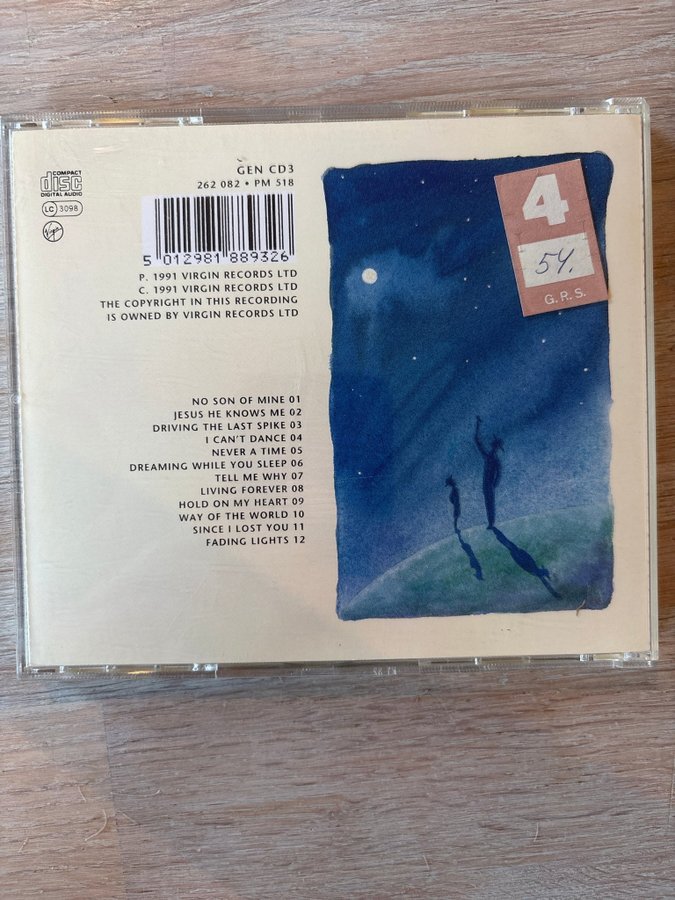 COMPACT
disc
DIGITAL AUDIO
LC 3098
Virgin
GEN CD3
262 082 • PM 518
5 012981 889326
P. 1991 VIRGIN RECORDS LTD
C. 1991 VIRGIN RECORDS LTD
THE COPYRIGHT IN THIS RECORDING
IS OWNED BY VIRGIN RECORDS LTD
NO SON OF MINE 01
JESUS HE KNOWS ME 02
DRIVING THE LAST SPIKE 03
I CAN'T DANCE 04
NEVER A TIME 05
DREAMING WHILE YOU SLEEP 06
TELL ME WHY 07
LIVING FOREVER 08
HOLD ON MY HEART 09
WAY OF THE WORLD 10
SINCE I LOST YOU 11
FADING LIGHTS 12
4
54.
G.R.S.